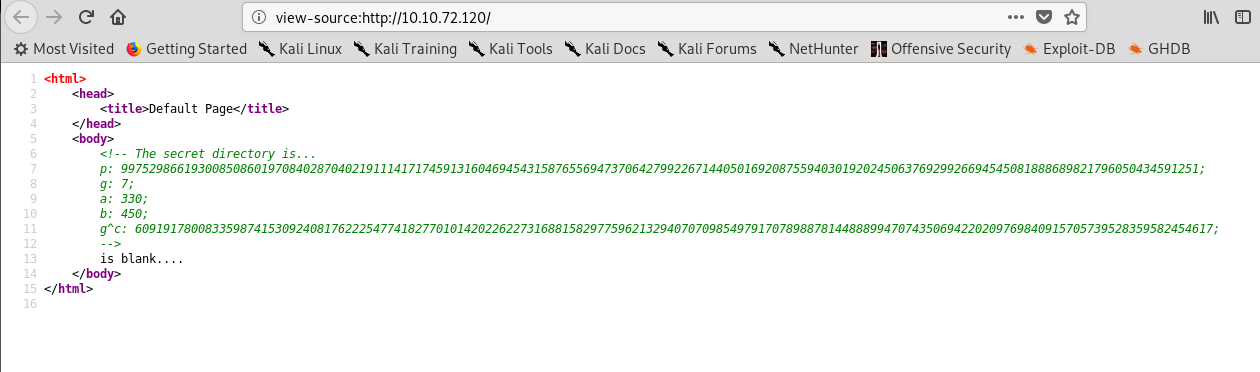 view-source:http://10.10.72.120/
Most Visited Getting Started Kali Linux Kali Training Kali Tools Kali Docs Kali Forums NetHunter Offensive Security Exploit-DB GHDB
1 <html>
2 <head>
3 <title>Default Page</title>
4 </head>
5 <body>
6 <!-- The secret directory is...
7 p: 9975298661930085086019708402870402191114171745913160469454315876556947370642799226714405016920875594030192024506376929926694545081888689821796050434591251;
8 g: 7;
9 a: 330;
10 b: 450;
11 g^c: 6091917800833598741530924081762225477418277010142022622731688158297759621329407070985497917078988781448889947074350694220209769840915705739528359582454617;
12 -->
13 is blank....
14 </body>
15 </html>
16